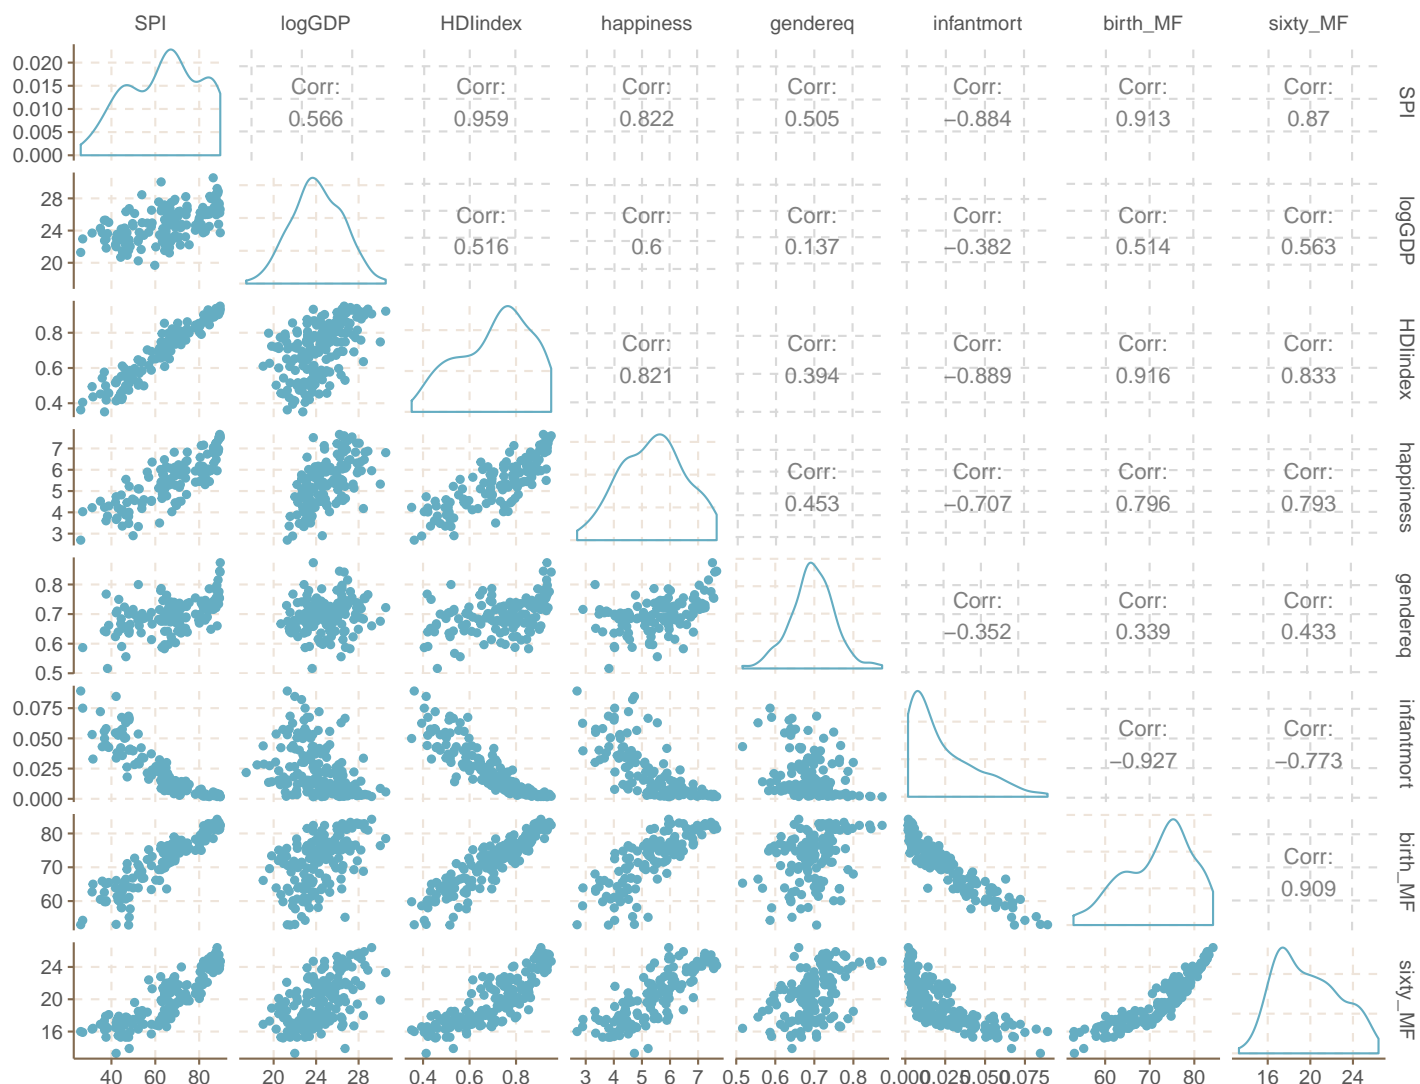 SPI logGDP HDIindex happiness gendereq infantmort birth_MF sixty_MF
0.020
0.015
0.010
0.005
0.000
Corr: Corr: Corr: Corr: Corr: Corr: Corr:
0.566 0.959 0.822 0.505 −0.884 0.913 0.87
SPI
28
24
20
Corr: Corr: Corr: Corr: Corr: Corr:
0.516 0.6 0.137 −0.382 0.514 0.563
logGDP
0.8
0.6
0.4
Corr: Corr: Corr: Corr: Corr:
0.821 0.394 −0.889 0.916 0.833
HDIindex
7
6
5
4
3
Corr: Corr: Corr: Corr:
0.453 −0.707 0.796 0.793
happiness
0.8
0.7
0.6
0.5
Corr: Corr: Corr:
−0.352 0.339 0.433
gendereq
0.075
0.050
0.025
0.000
Corr: Corr:
−0.927 −0.773
infantmort
80
70
60
Corr:
0.909
birth_MF
24
20
16
sixty_MF
40 60 80 20 24 28 0.4 0.6 0.8 3 4 5 6 7 0.5 0.6 0.7 0.8 0.000 0.025 0.050 0.075 60 70 80 16 20 24